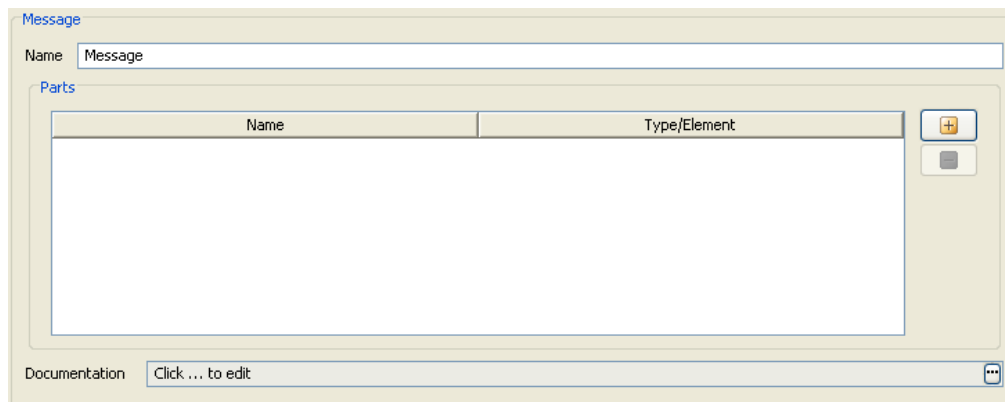 Message
Name Message
Parts
Name Type/Element
Documentation Click ... to edit